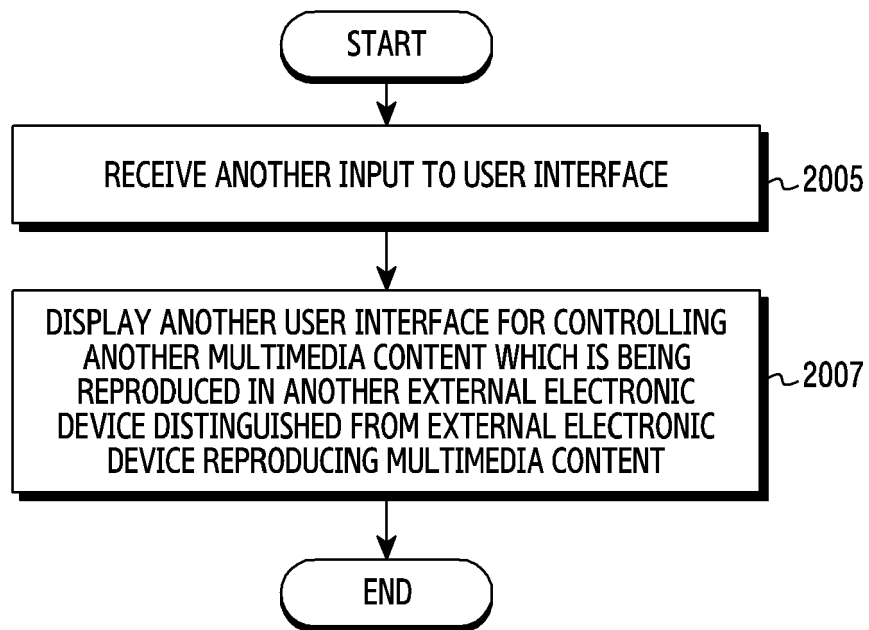 START
RECEIVE ANOTHER INPUT TO USER INTERFACE
2005
DISPLAY ANOTHER USER INTERFACE FOR CONTROLLING
ANOTHER MULTIMEDIA CONTENT WHICH IS BEING
REPRODUCED IN ANOTHER EXTERNAL ELECTRONIC
DEVICE DISTINGUISHED FROM EXTERNAL ELECTRONIC
DEVICE REPRODUCING MULTIMEDIA CONTENT
2007
END